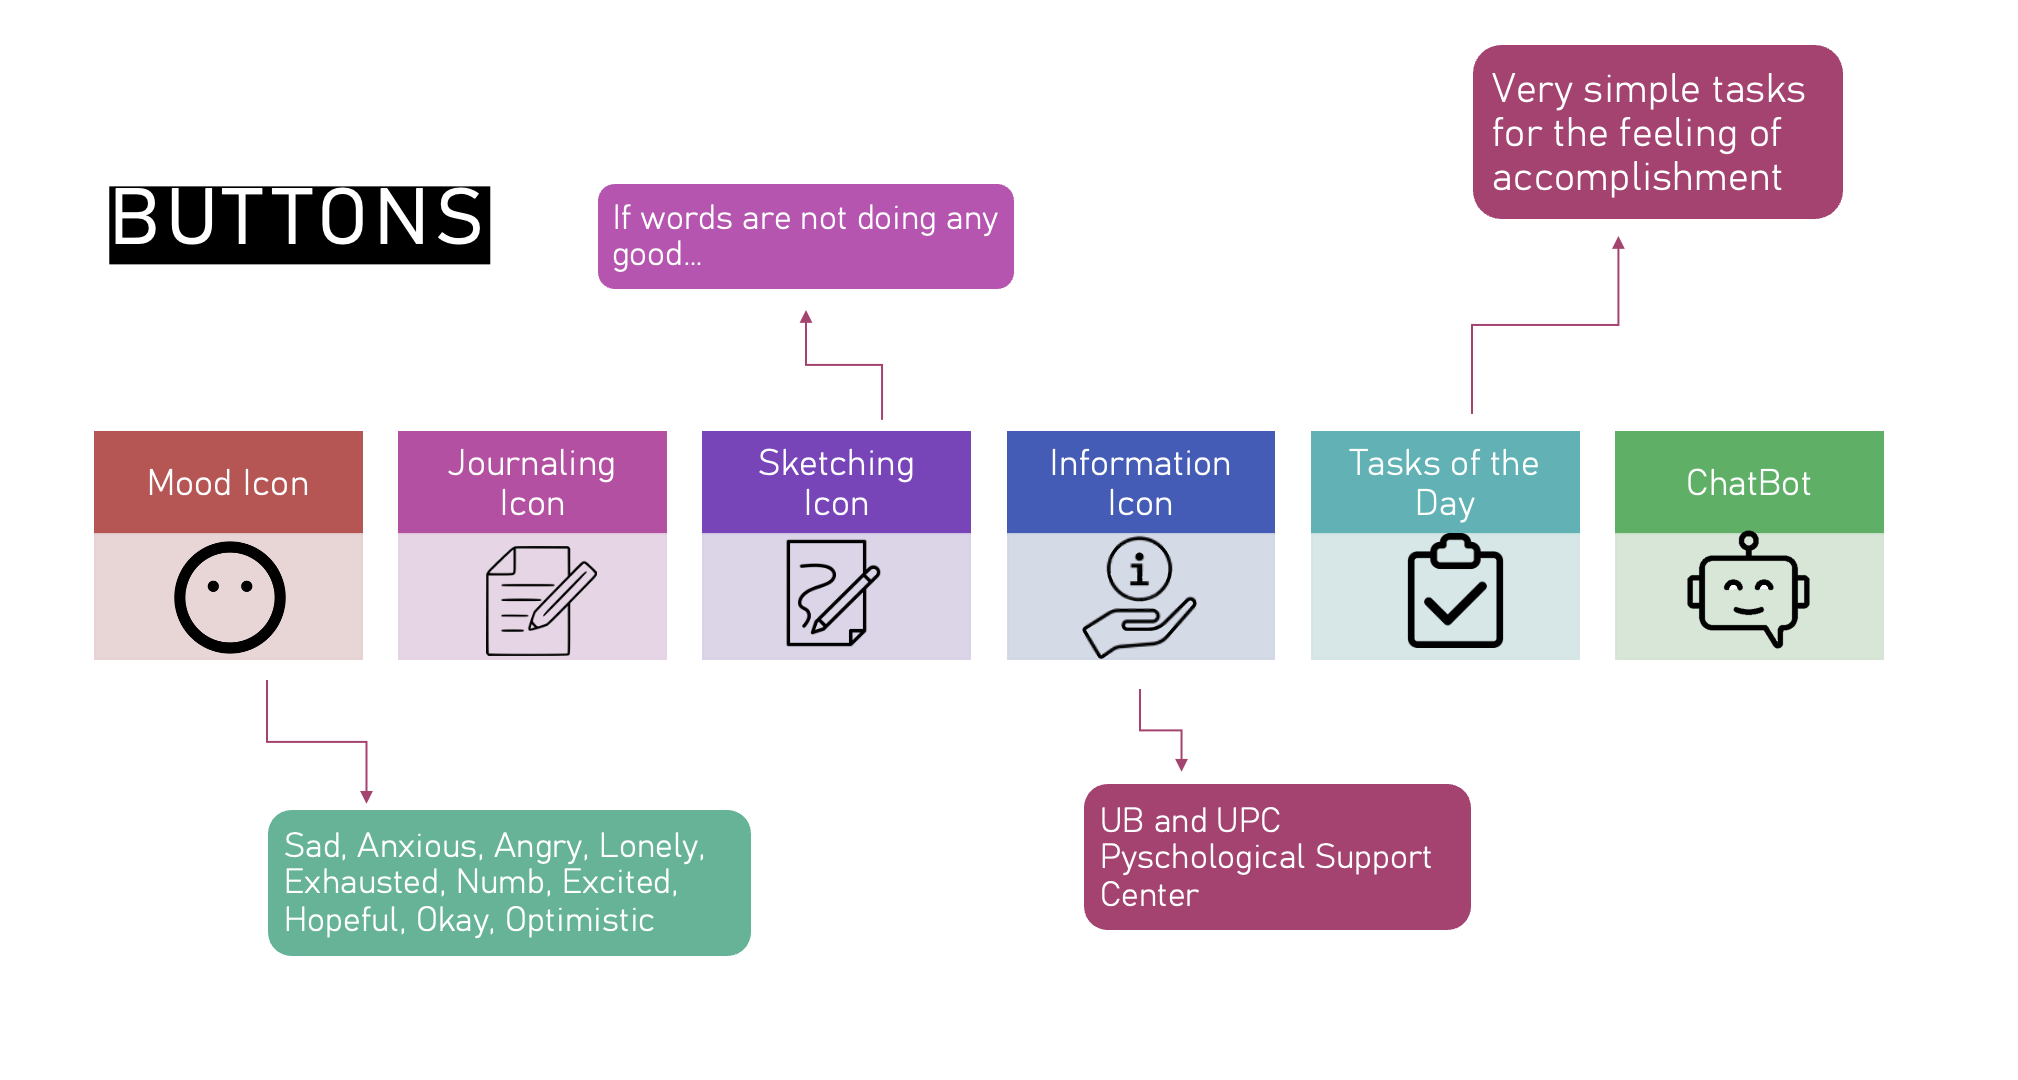 Very simple tasks
for the feeling of
accomplishment
BUTTONS
If words are not doing any
good...
Mood Icon
Journaling
Icon
Sketching
Icon
Information
Icon
Tasks of the
Day
ChatBot
i
Sad, Anxious, Angry, Lonely,
Exhausted, Numb, Excited,
Hopeful, Okay, Optimistic
UB and UPC
Pyschological Support
Center